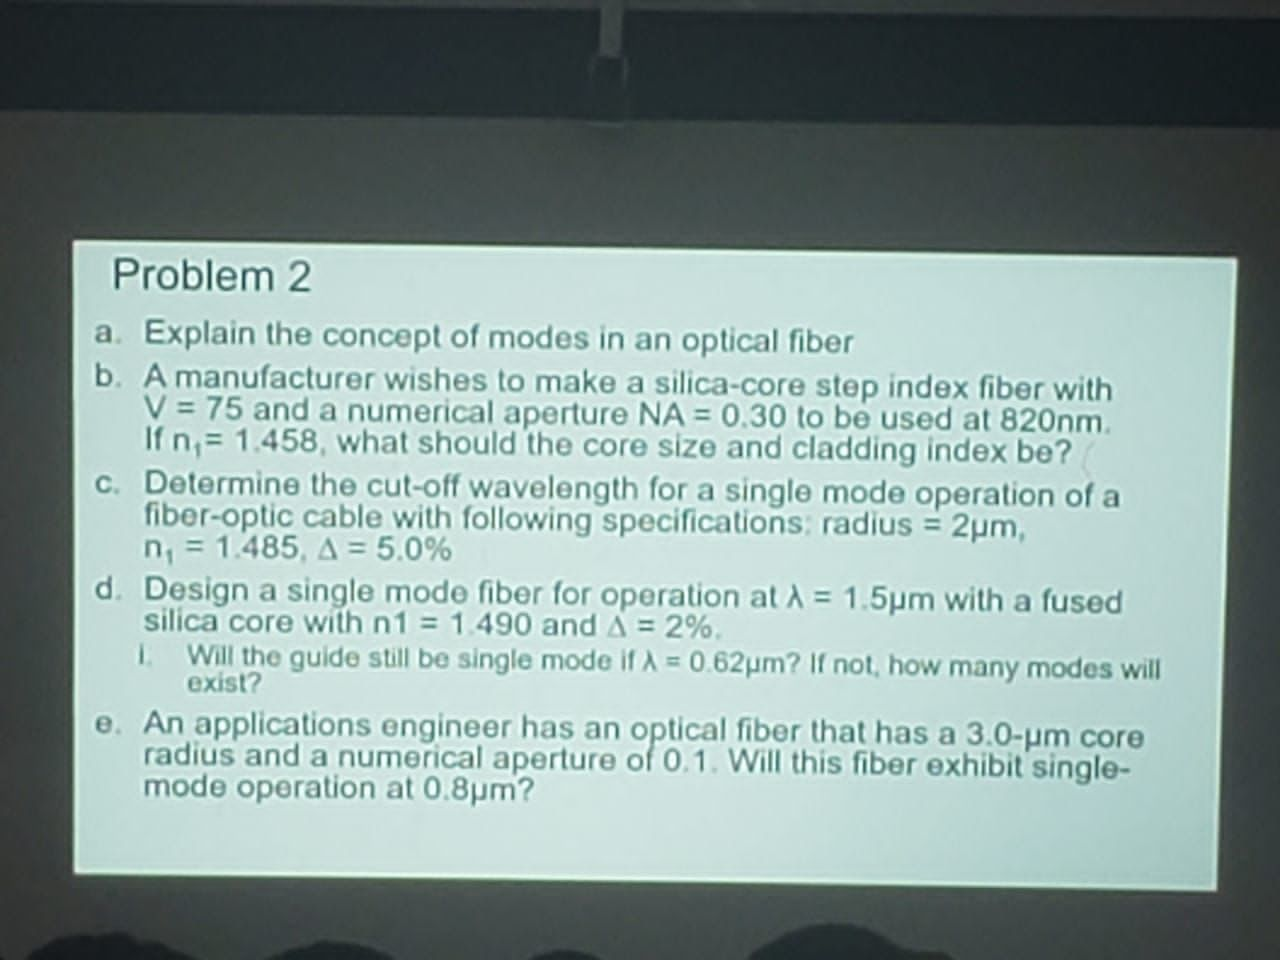 Problem 2
a. Explain the concept of modes in an optical fiber
b. A manufacturer wishes to make a silica-core step index fiber with
V = 75 and a numerical aperture NA = 0.30 to be used at 820nm.
If n₁= 1.458, what should the core size and cladding index be?
c. Determine the cut-off wavelength for a single mode operation of a
fiber-optic cable with following specifications: radius = 2μm,
n₁ = 1.485, Δ = 5.0%
d. Design a single mode fiber for operation at λ = 1.5μm with a fused
silica core with n1 = 1.490 and Δ = 2%.
i. Will the guide still be single mode if λ = 0.62μm? If not, how many modes will
exist?
e. An applications engineer has an optical fiber that has a 3.0-μm core
radius and a numerical aperture of 0.1. Will this fiber exhibit single-
mode operation at 0.8μm?